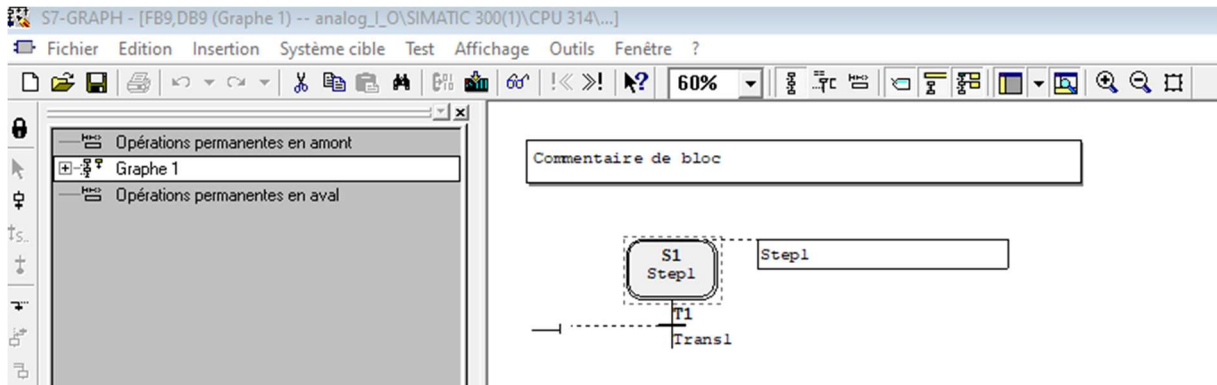 S7-GRAPH - [FB9,DB9 (Graphe 1) -- analog_I_O\SIMATIC 300(1)\CPU 314\...]
Fichier Edition Insertion Système cible Test Affichage Outils Fenêtre ?
60%
Opérations permanentes en amont
Graphe 1
Opérations permanentes en aval
Commentaire de bloc
S1
Step1
Step1
T1
Trans1